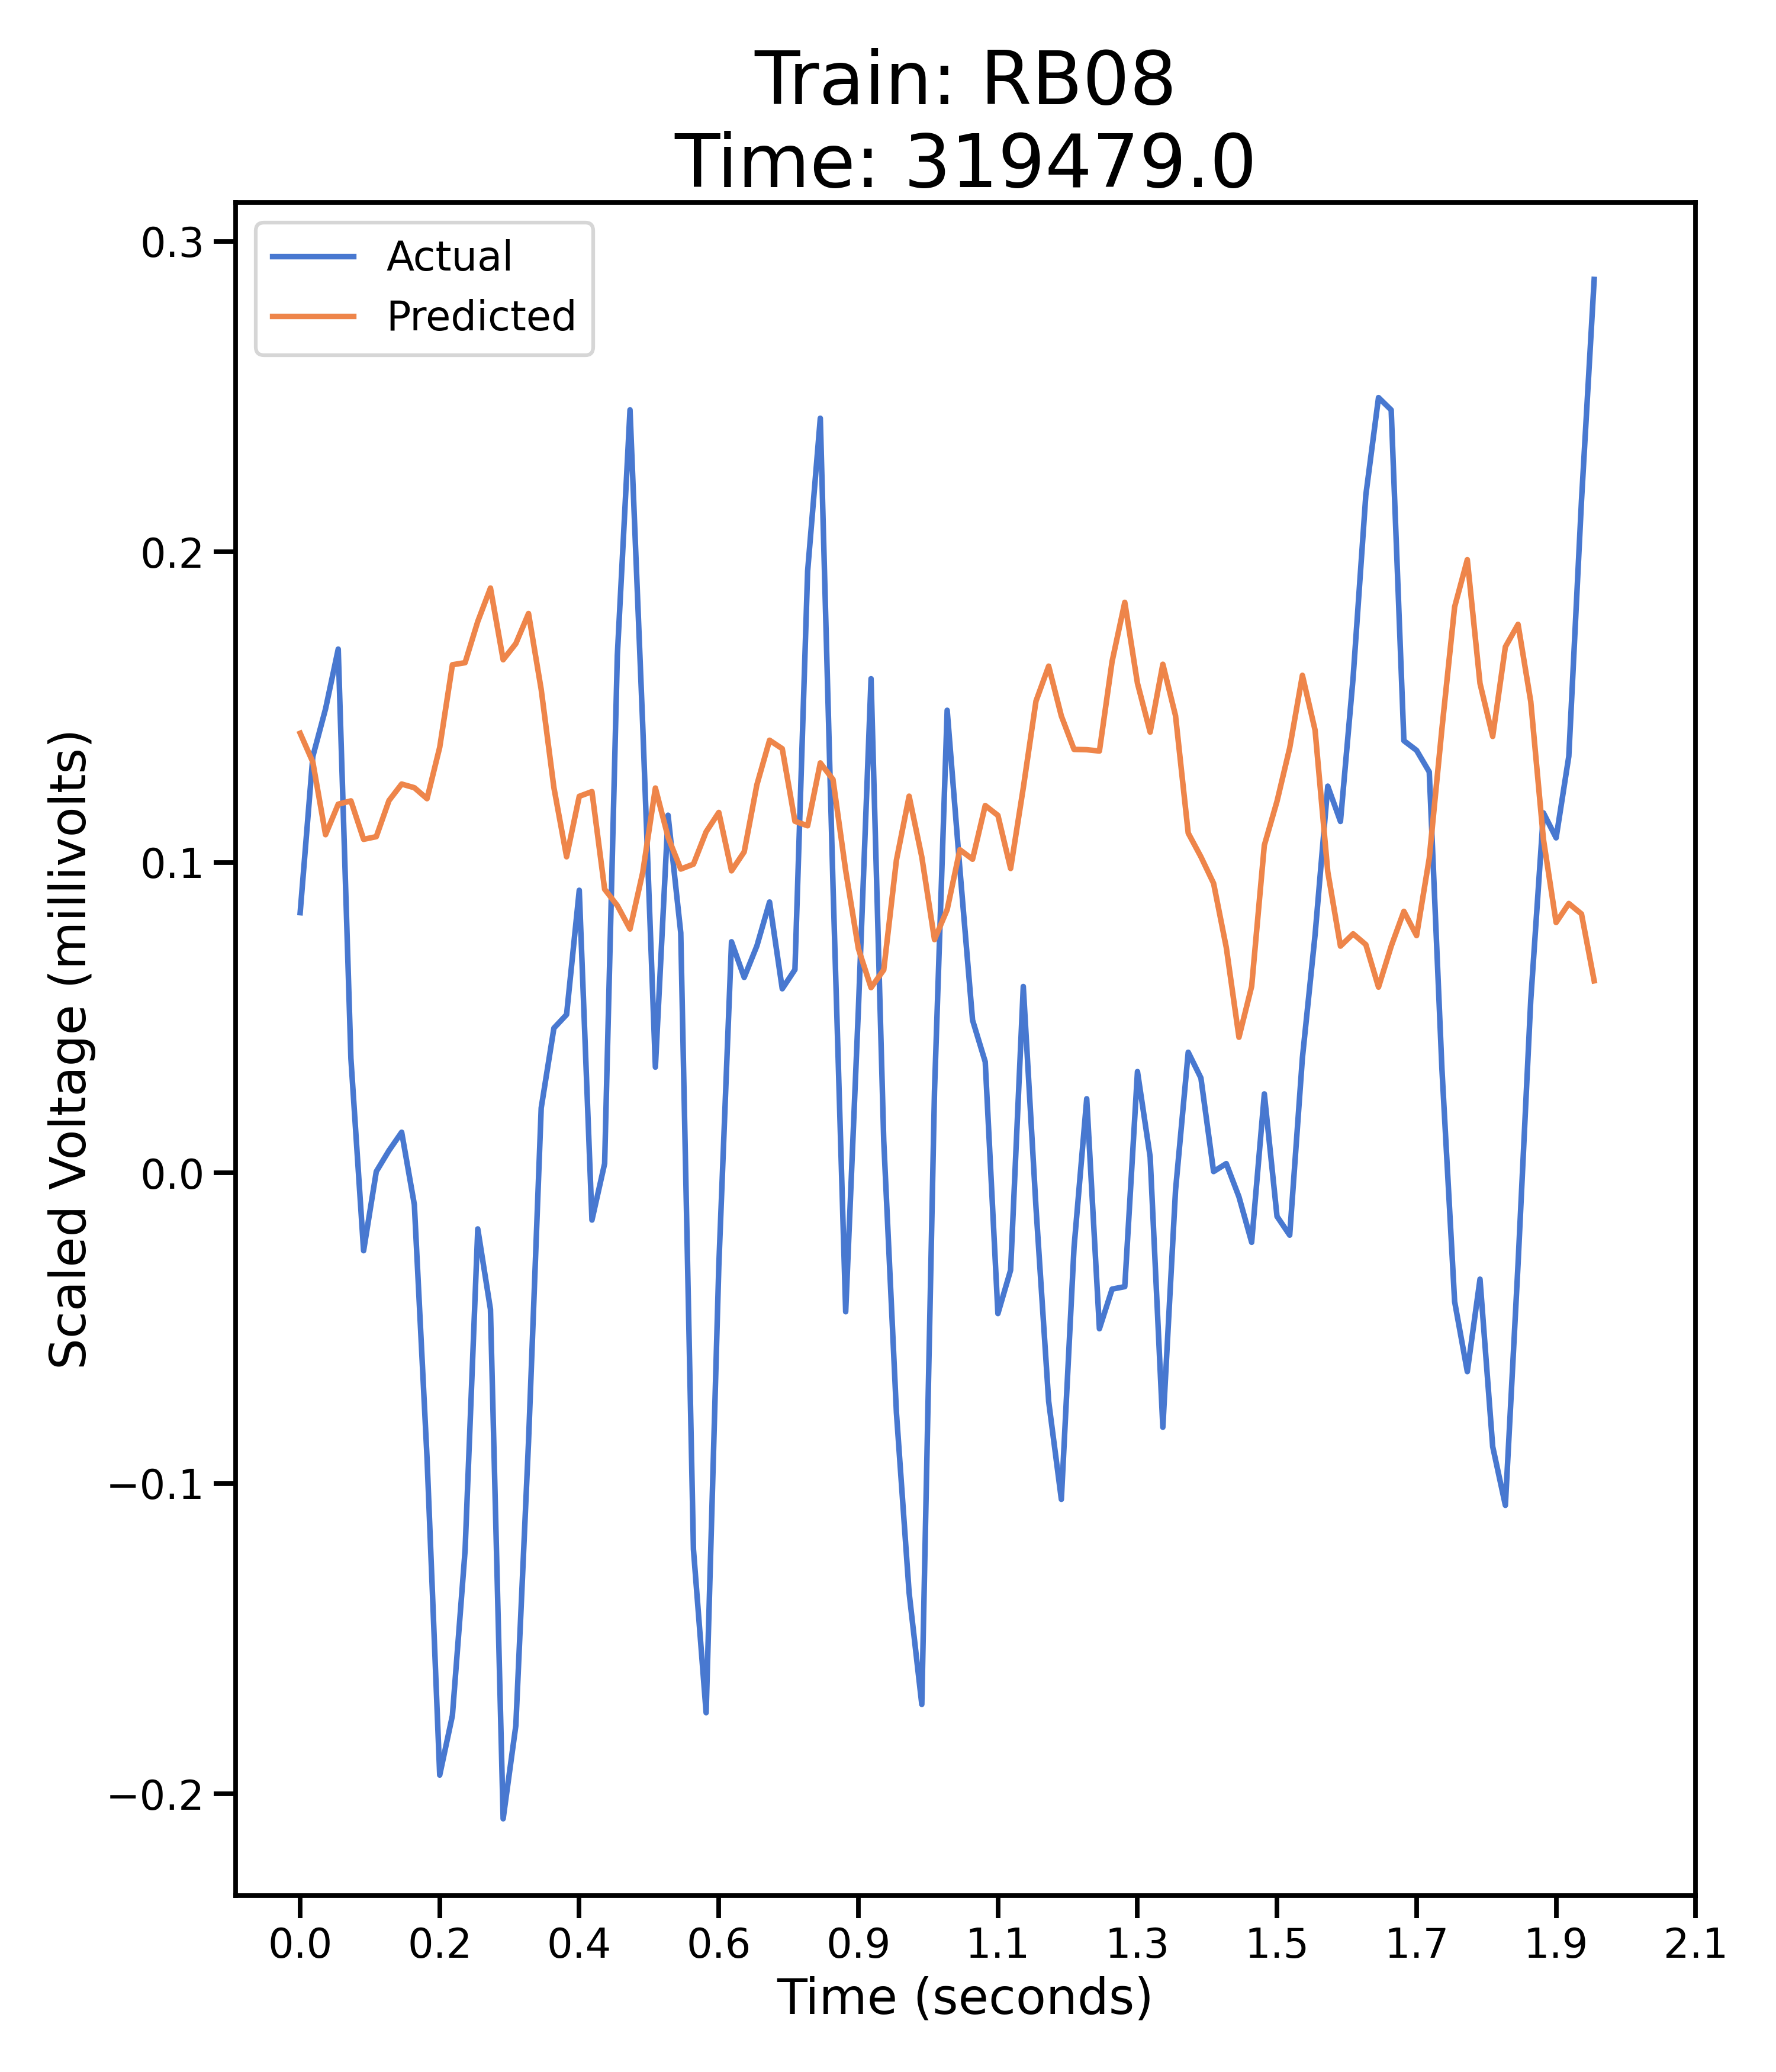 Train: RB08
Time: 319479.0
Actual
Predicted
Scaled Voltage (millivolts)
0.3
0.2
0.1
0.0
−0.1
−0.2
0.0 0.2 0.4 0.6 0.9 1.1 1.3 1.5 1.7 1.9 2.1
Time (seconds)